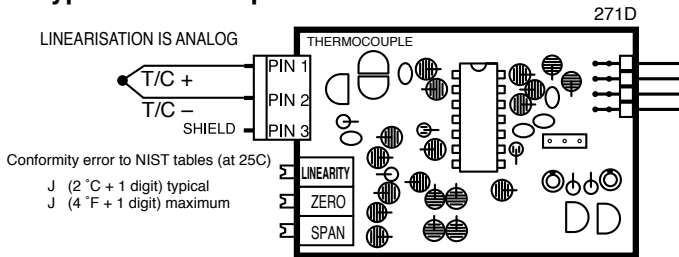 271D
LINEARISATION IS ANALOG
THERMOCOUPLE
T/C +
PIN 1
T/C –
PIN 2
SHIELD
PIN 3
Conformity error to NIST tables (at 25C)
J (2 ˚C + 1 digit) typical
J (4 ˚F + 1 digit) maximum
LINEARITY
ZERO
SPAN